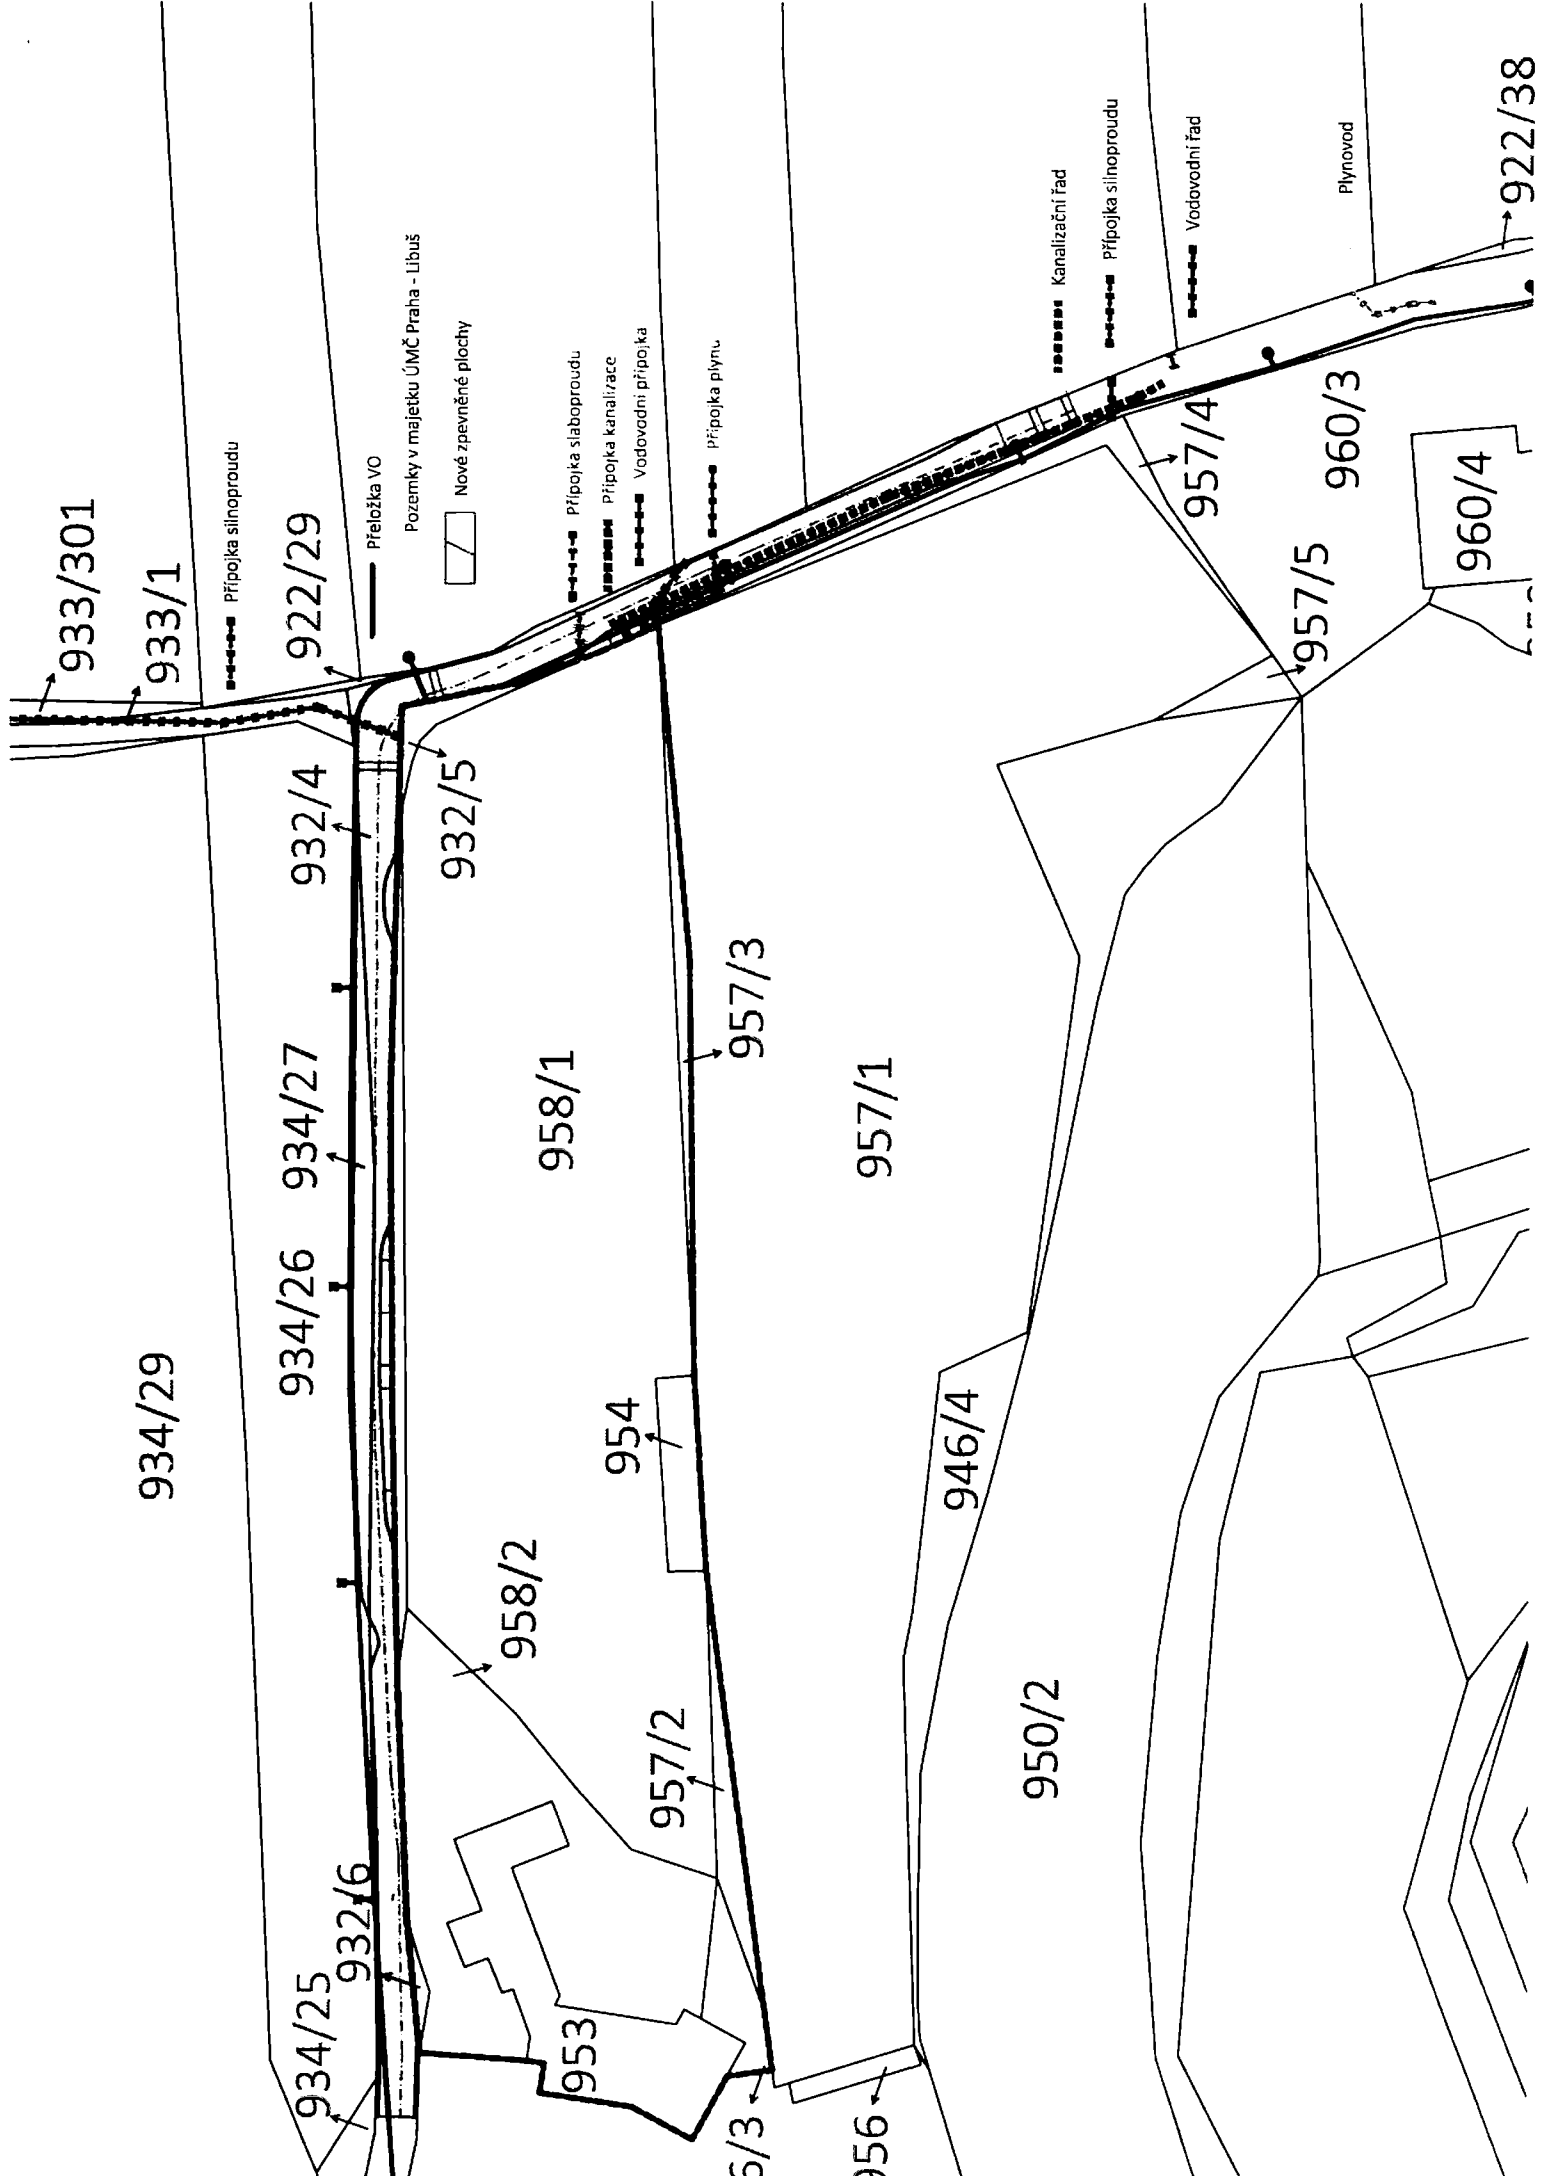 933/301
933/1
Přípojka silnoproudu
922/29
Přeložka VO
Pozemky v majetku ÚMČ Praha - Libuš
Nové zpevněné plochy
Přípojka slaboproudu
Přípojka kanalizace
Vodovodní přípojka
Přípojka plynu
Kanalizační řad
Přípojka silnoproudu
Vodovodní řad
Plynovod
922/38
932/4
932/5
957/4
960/3
960/4
957/5
934/27
934/26
934/29
958/1
957/3
957/1
954
946/4
958/2
957/2
950/2
932/6
934/25
953
6/3
956